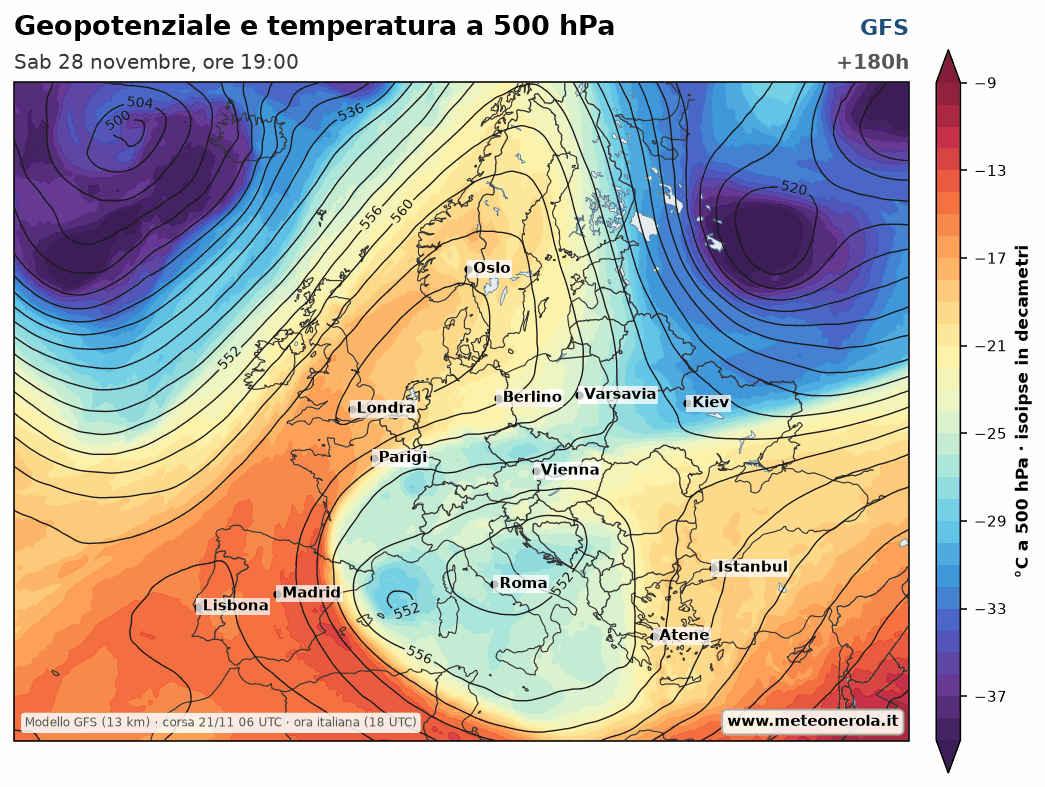 Geopotenziale e temperatura a 500 hPa
GFS
Sab 28 novembre, ore 19:00
+180h
504
500
536
556
560
520
552
Oslo
Berlino
Varsavia
Kiev
Londra
Parigi
Vienna
Istanbul
Roma
552
Madrid
Lisbona
552
Atene
556
Modello GFS (13 km) · corsa 21/11 06 UTC · ora italiana (18 UTC)
www.meteonerola.it
−9
−13
−17
−21
−25
−29
−33
−37
°C a 500 hPa · isoipse in decametri